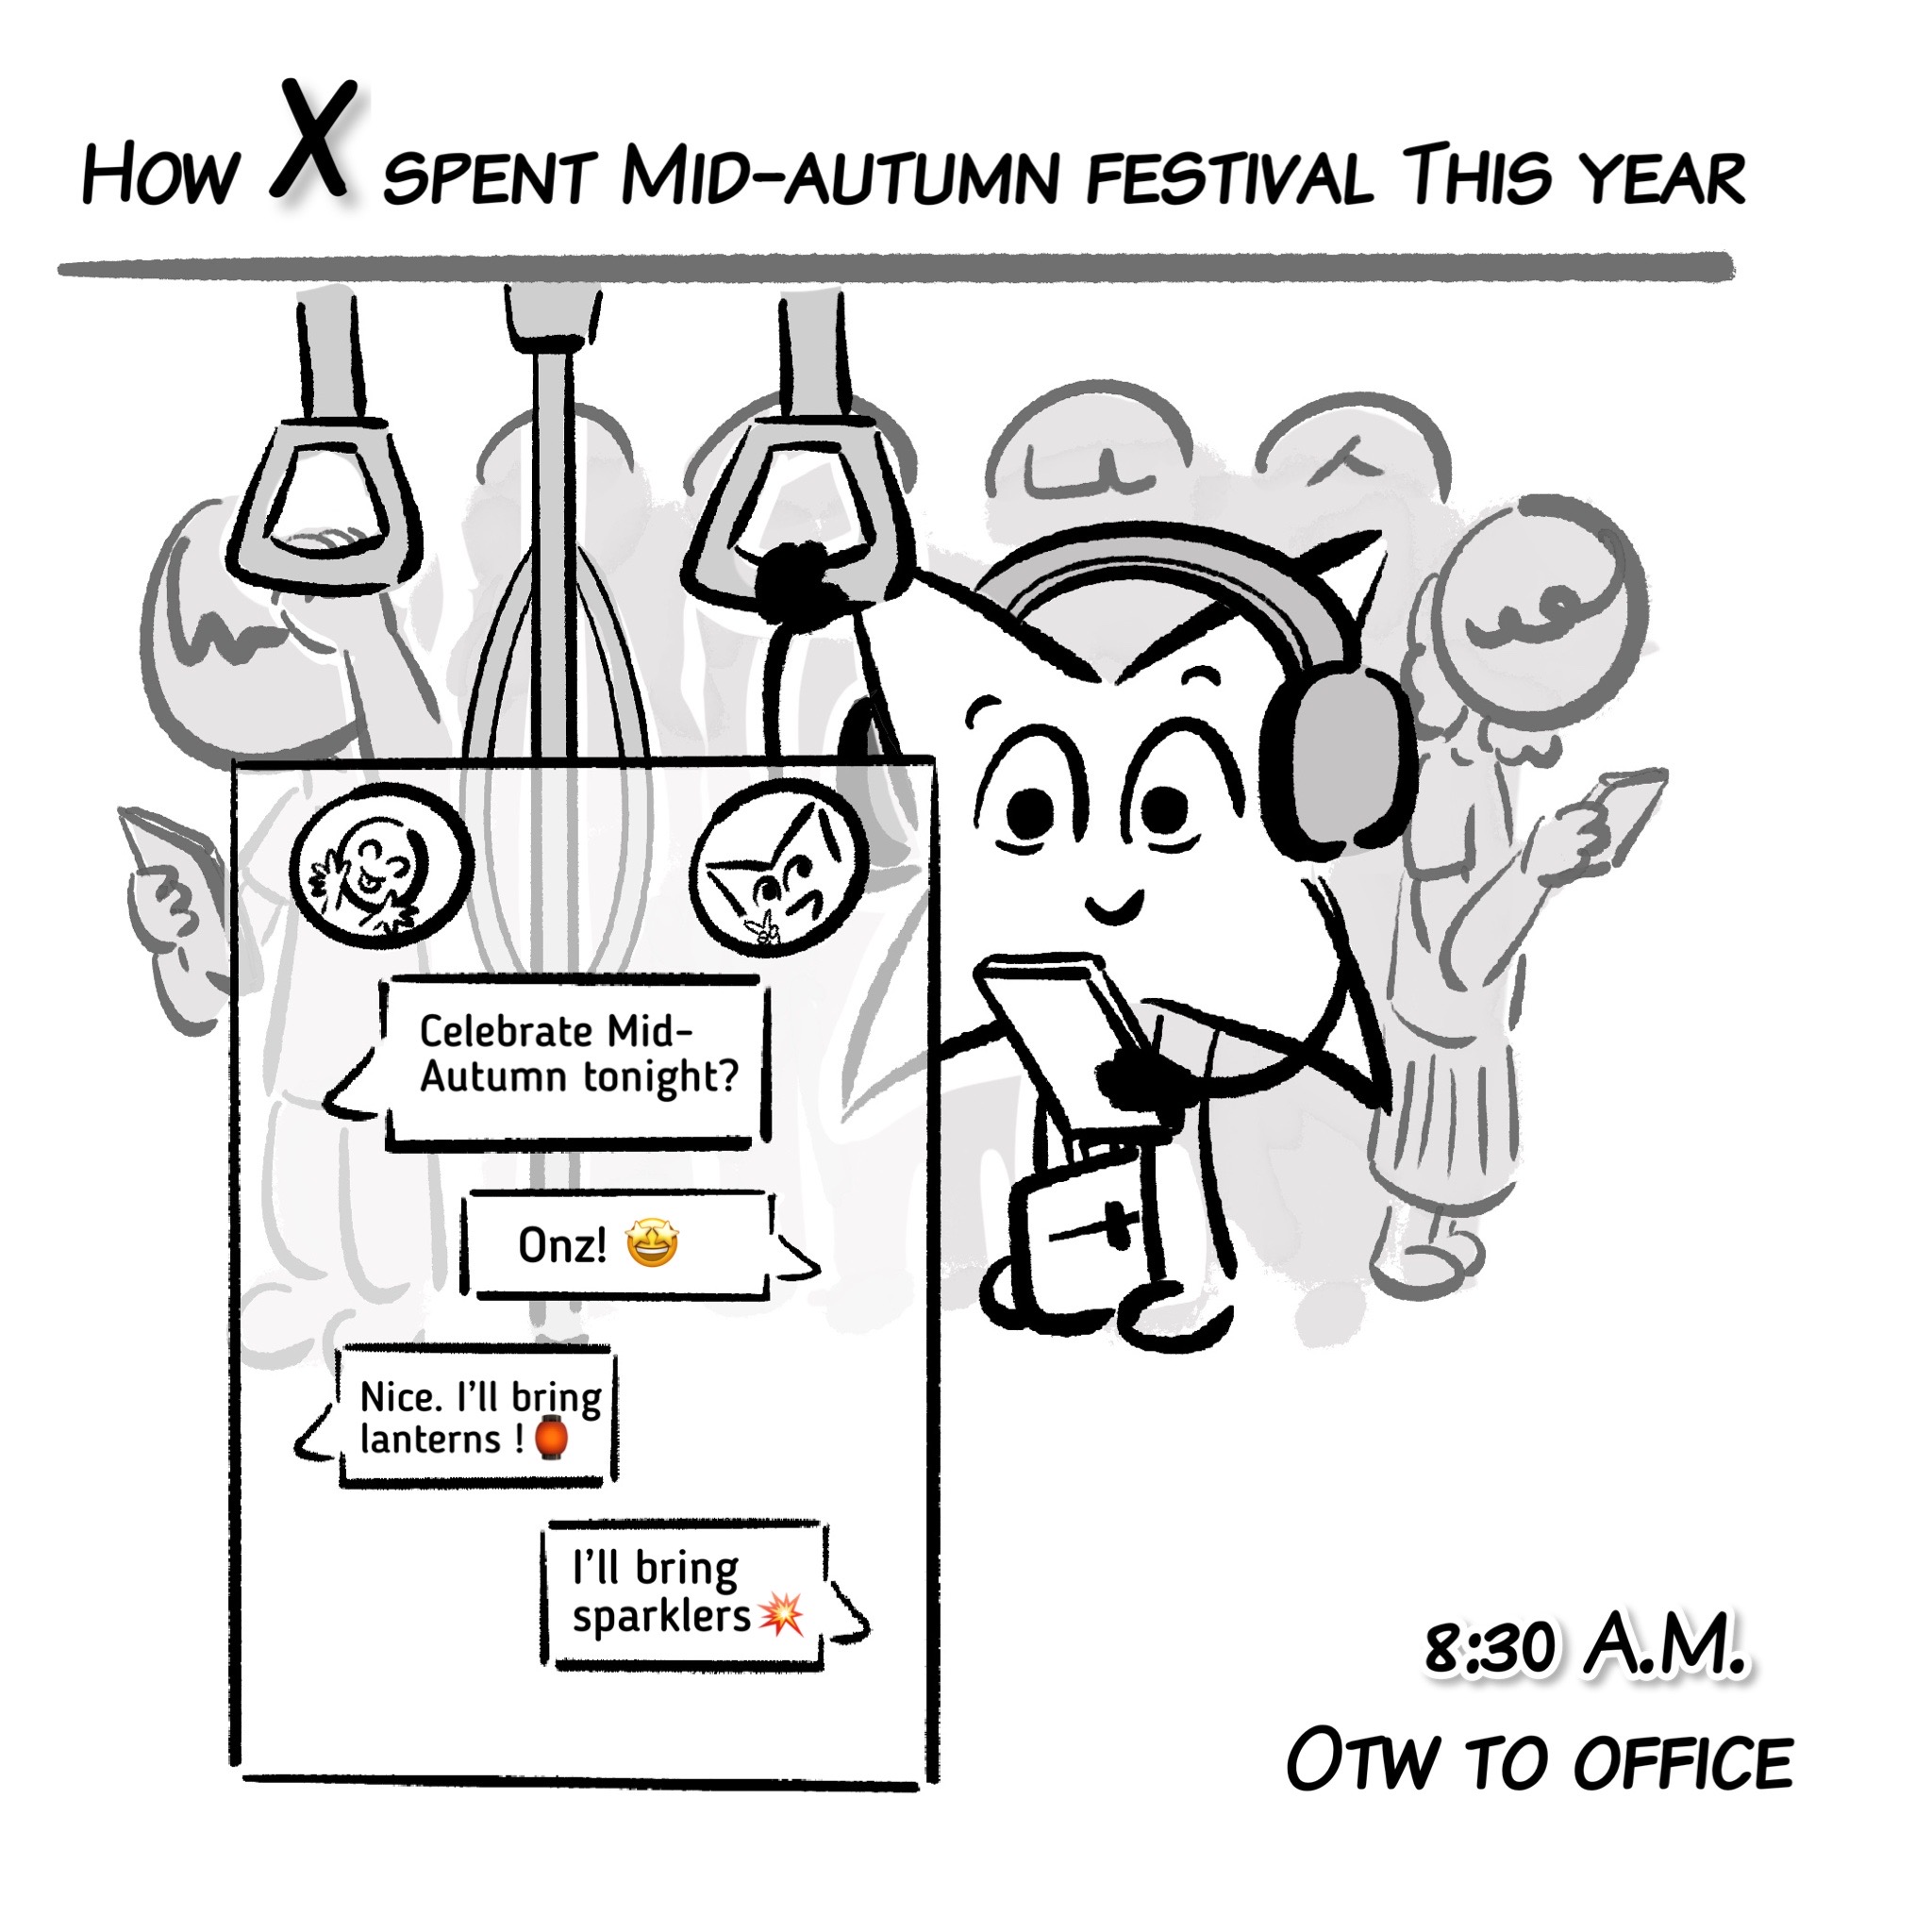 How X spent Mid-autumn festival This year
Celebrate Mid-
Autumn tonight?
Onz! 🤩
Nice. I'll bring
lanterns ! 🏮
I'll bring
sparklers 💥
8:30 A.M.
Otw to office